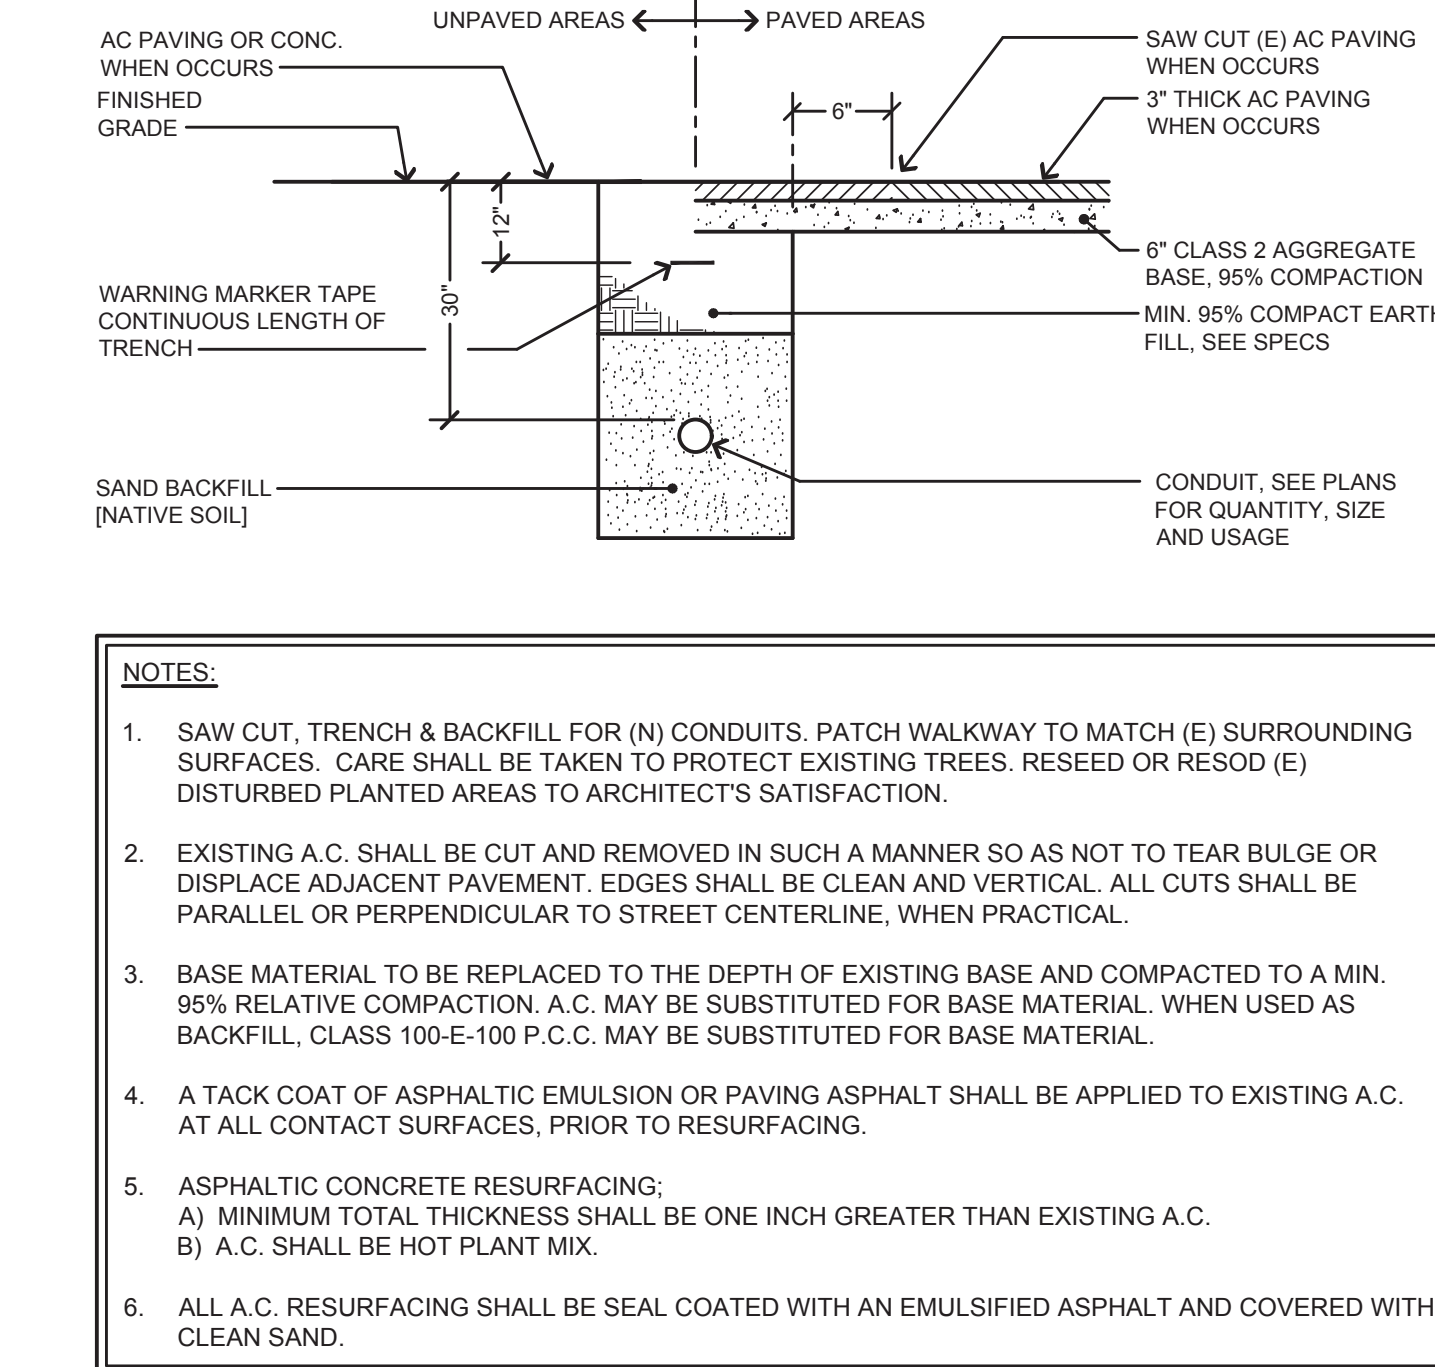 UNPAVED AREAS
PAVED AREAS
AC PAVING OR CONC.
WHEN OCCURS
FINISHED
GRADE
SAW CUT (E) AC PAVING
WHEN OCCURS
3" THICK AC PAVING
WHEN OCCURS
6"
12"
30"
6" CLASS 2 AGGREGATE
BASE, 95% COMPACTION
WARNING MARKER TAPE
CONTINUOUS LENGTH OF
TRENCH
MIN. 95% COMPACT EARTH
FILL, SEE SPECS
SAND BACKFILL
[NATIVE SOIL]
CONDUIT, SEE PLANS
FOR QUANTITY, SIZE
AND USAGE
NOTES:
1. SAW CUT, TRENCH & BACKFILL FOR (N) CONDUITS. PATCH WALKWAY TO MATCH (E) SURROUNDING
SURFACES. CARE SHALL BE TAKEN TO PROTECT EXISTING TREES. RESEED OR RESOD (E)
DISTURBED PLANTED AREAS TO ARCHITECT'S SATISFACTION.
2. EXISTING A.C. SHALL BE CUT AND REMOVED IN SUCH A MANNER SO AS NOT TO TEAR BULGE OR
DISPLACE ADJACENT PAVEMENT. EDGES SHALL BE CLEAN AND VERTICAL. ALL CUTS SHALL BE
PARALLEL OR PERPENDICULAR TO STREET CENTERLINE, WHEN PRACTICAL.
3. BASE MATERIAL TO BE REPLACED TO THE DEPTH OF EXISTING BASE AND COMPACTED TO A MIN.
95% RELATIVE COMPACTION. A.C. MAY BE SUBSTITUTED FOR BASE MATERIAL. WHEN USED AS
BACKFILL, CLASS 100-E-100 P.C.C. MAY BE SUBSTITUTED FOR BASE MATERIAL.
4. A TACK COAT OF ASPHALTIC EMULSION OR PAVING ASPHALT SHALL BE APPLIED TO EXISTING A.C.
AT ALL CONTACT SURFACES, PRIOR TO RESURFACING.
5. ASPHALTIC CONCRETE RESURFACING;
A) MINIMUM TOTAL THICKNESS SHALL BE ONE INCH GREATER THAN EXISTING A.C.
B) A.C. SHALL BE HOT PLANT MIX.
6. ALL A.C. RESURFACING SHALL BE SEAL COATED WITH AN EMULSIFIED ASPHALT AND COVERED WITH
CLEAN SAND.